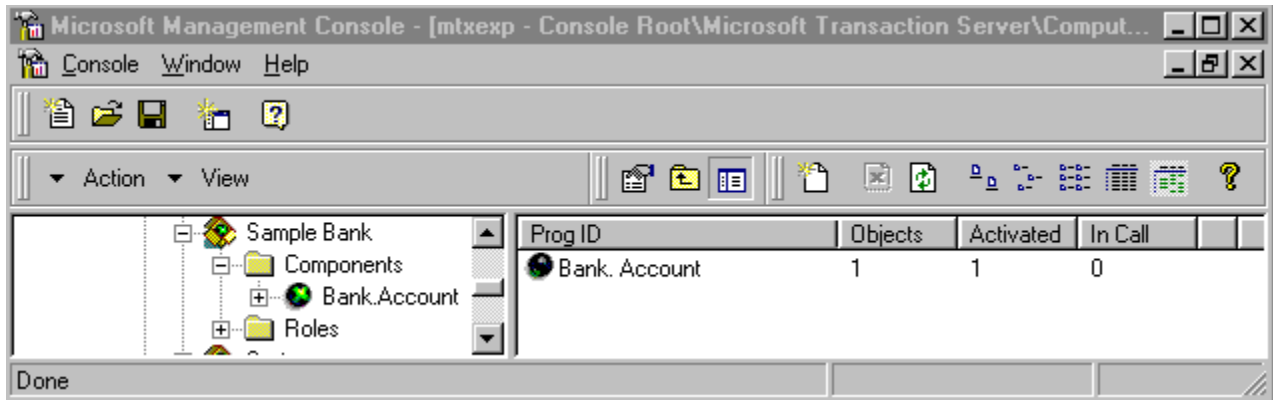 Microsoft Management Console - [mtxexp - Console Root\Microsoft Transaction Server\Comput...
Console Window Help
Action View
Sample Bank
Components
Bank.Account
Roles
Prog ID Objects Activated In Call
Bank. Account 1 1 0
Done